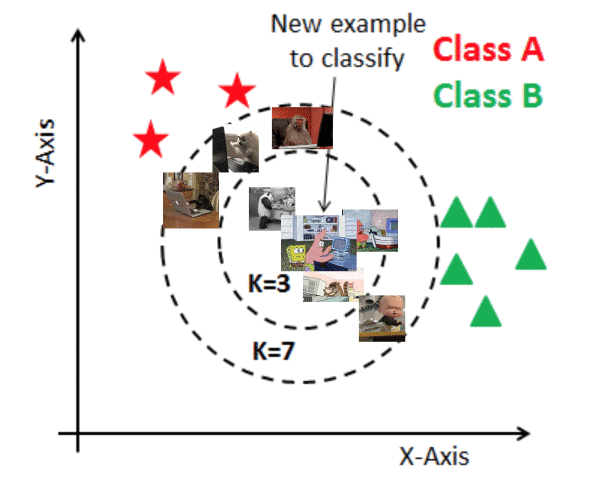 New example
to classify
Class A
Class B
Y-Axis
K=3
K=7
X-Axis